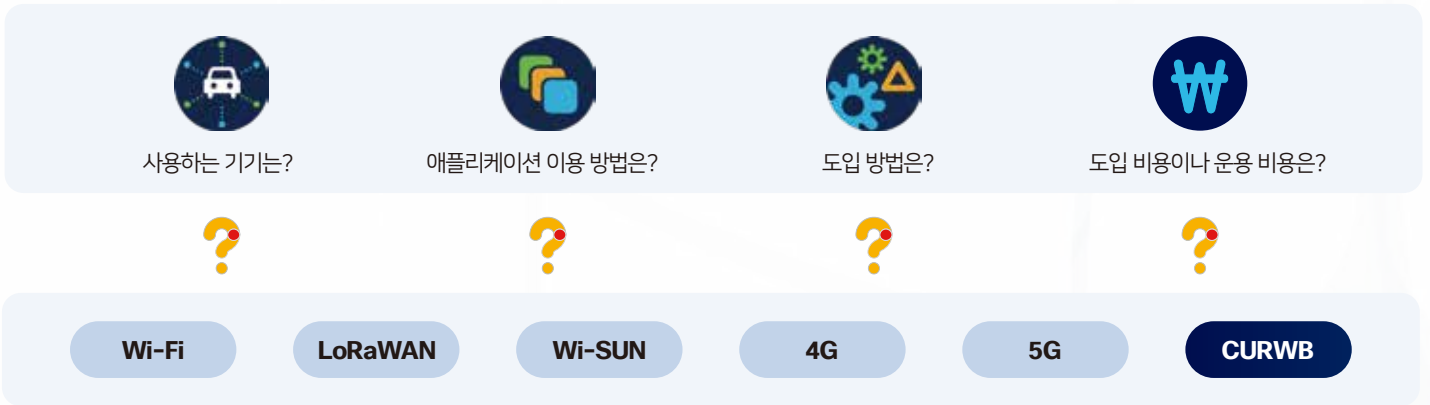 사용하는 기기는?
애플리케이션 이용 방법은?
도입 방법은?
도입 비용이나 운용 비용은?
Wi-Fi
LoRaWAN
Wi-SUN
4G
5G
CURWB